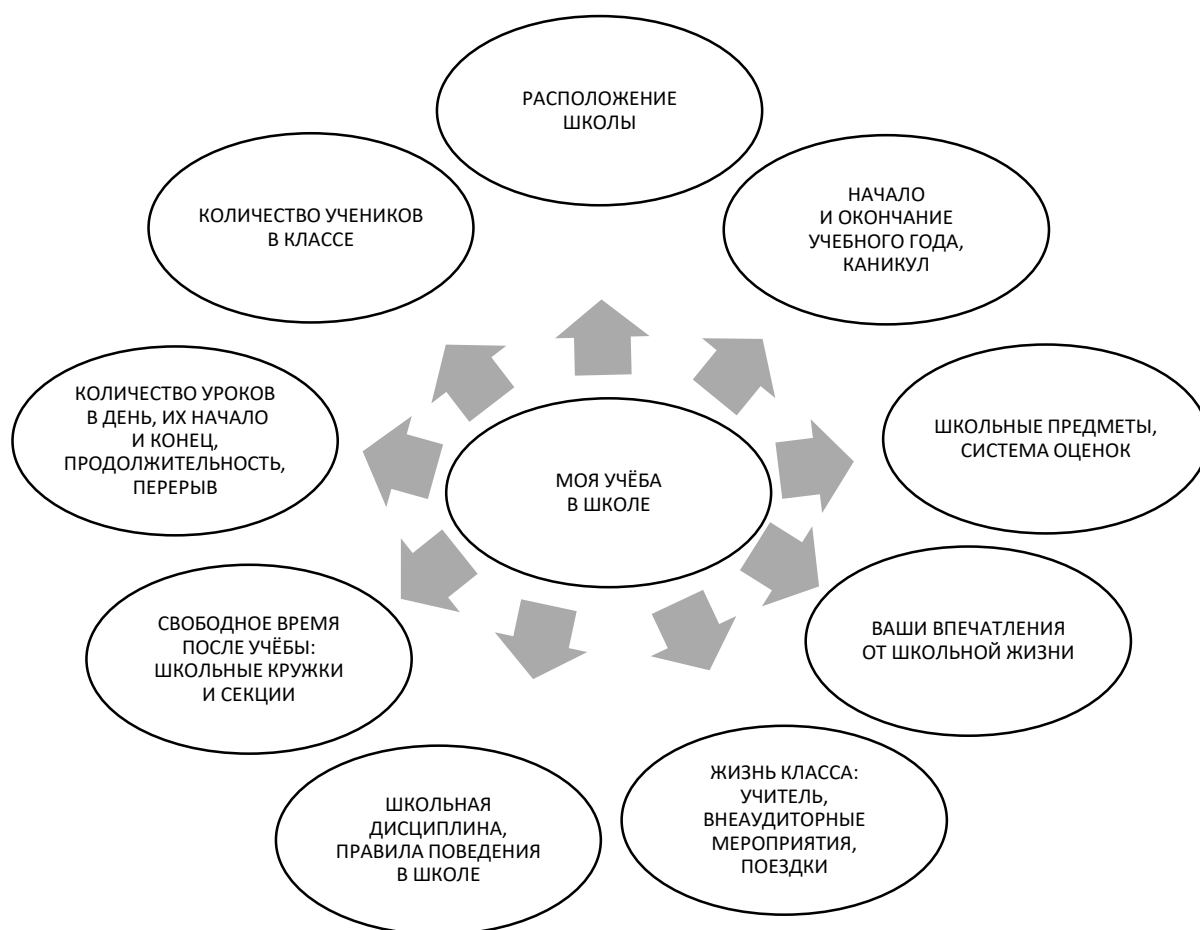 РАСПОЛОЖЕНИЕ
ШКОЛЫ
НАЧАЛО
И ОКОНЧАНИЕ
УЧЕБНОГО ГОДА,
КАНИКУЛ
ШКОЛЬНЫЕ ПРЕДМЕТЫ,
СИСТЕМА ОЦЕНОК
ВАШИ ВПЕЧАТЛЕНИЯ
ОТ ШКОЛЬНОЙ ЖИЗНИ
ЖИЗНЬ КЛАССА:
УЧИТЕЛЬ,
ВНЕАУДИТОРНЫЕ
МЕРОПРИЯТИЯ,
ПОЕЗДКИ
ШКОЛЬНАЯ
ДИСЦИПЛИНА,
ПРАВИЛА ПОВЕДЕНИЯ
В ШКОЛЕ
СВОБОДНОЕ ВРЕМЯ
ПОСЛЕ УЧЁБЫ:
ШКОЛЬНЫЕ КРУЖКИ
И СЕКЦИИ
КОЛИЧЕСТВО УРОКОВ
В ДЕНЬ, ИХ НАЧАЛО
И КОНЕЦ,
ПРОДОЛЖИТЕЛЬНОСТЬ,
ПЕРЕРЫВ
КОЛИЧЕСТВО УЧЕНИКОВ
В КЛАССЕ
МОЯ УЧЁБА
В ШКОЛЕ